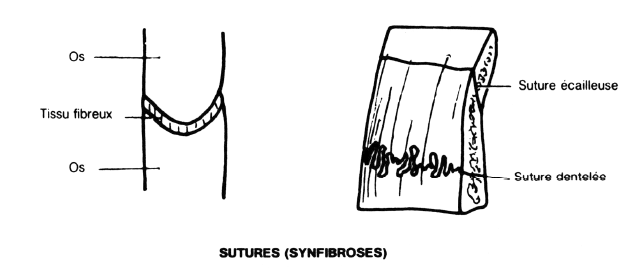 Os
Tissu fibreux
Os
Suture écailleuse
Suture dentelée
SUTURES (SYNFIBROSES)